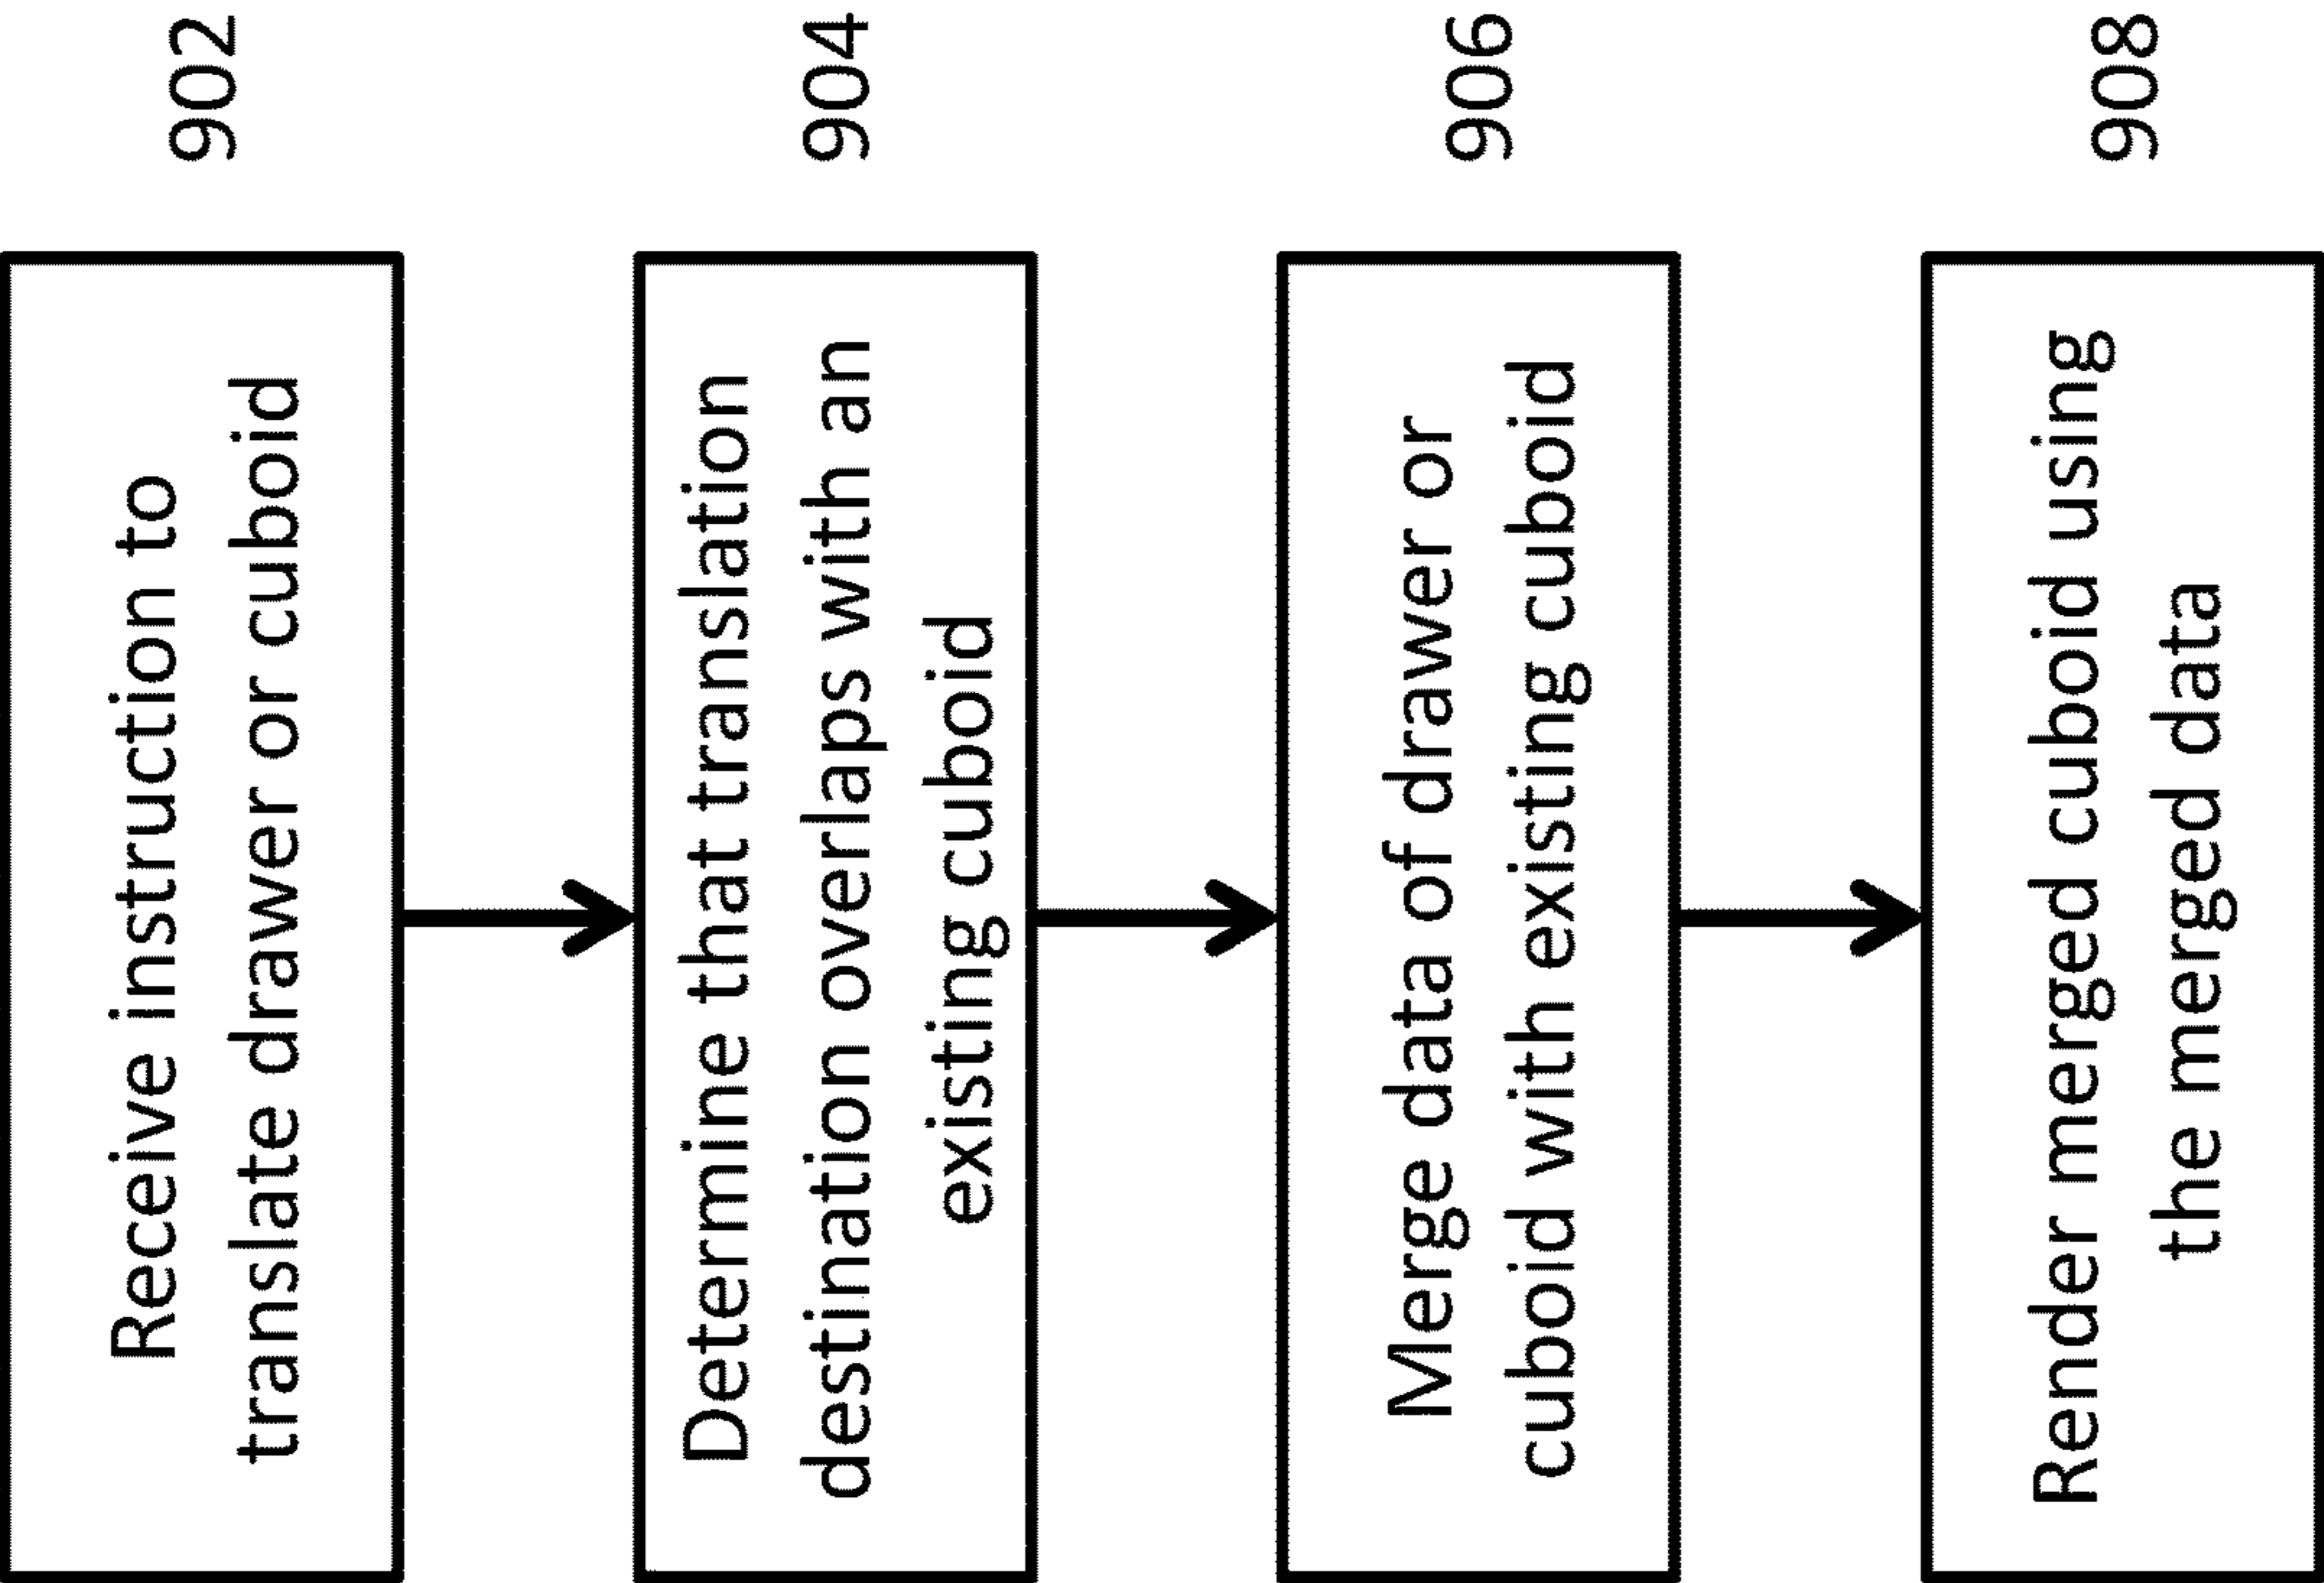 Receive instruction to
translate drawer or cuboid
902
Determine that translation
destination overlaps with an
existing cuboid
904
Merge data of drawer or
cuboid with existing cuboid
906
Render merged cuboid using
the merged data
908